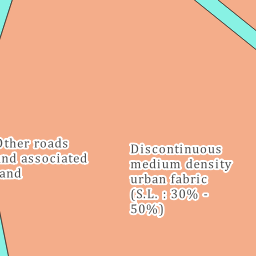 Other roads
and associated
land
Discontinuous
medium density
urban fabric
(S.L. : 30% -
50%)